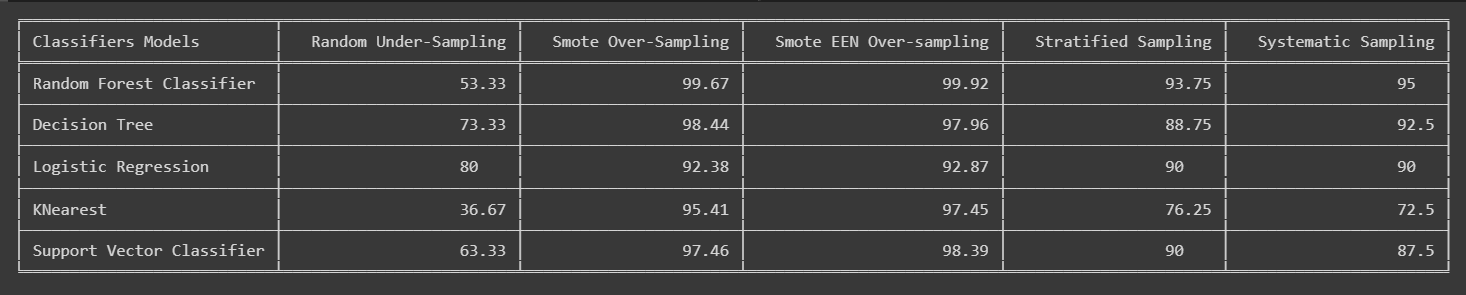 Classifiers Models Random Under-Sampling Smote Over-Sampling Smote EEN Over-sampling Stratified Sampling Systematic Sampling
Random Forest Classifier 53.33 99.67 99.92 93.75 95
Decision Tree 73.33 98.44 97.96 88.75 92.5
Logistic Regression 80 92.38 92.87 90 90
KNearest 36.67 95.41 97.45 76.25 72.5
Support Vector Classifier 63.33 97.46 98.39 90 87.5